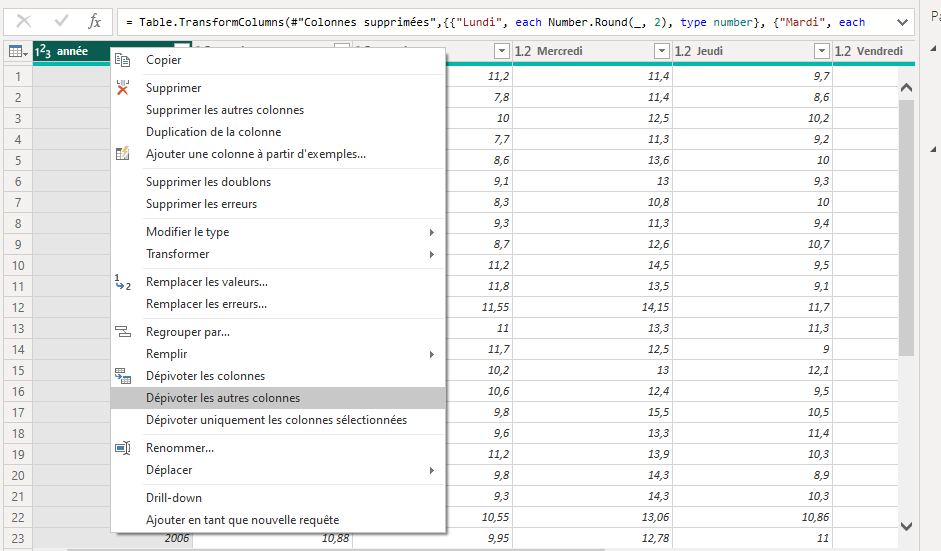 fx = Table.TransformColumns(#"Colonnes supprimées",{{"Lundi", each Number.Round(_, 2), type number}, {"Mardi", each
1²3 année 1.2 Mercredi 1.2 Jeudi 1.2 Vendredi
Copier
Supprimer
Supprimer les autres colonnes
Duplication de la colonne
Ajouter une colonne à partir d'exemples...
Supprimer les doublons
Supprimer les erreurs
Modifier le type
Transformer
Remplacer les valeurs...
Remplacer les erreurs...
Regrouper par...
Remplir
Dépivoter les colonnes
Dépivoter les autres colonnes
Dépivoter uniquement les colonnes sélectionnées
Renommer...
Déplacer
Drill-down
Ajouter en tant que nouvelle requête
1 11,2 11,4 9,7
2 7,8 11,4 8,6
3 10 12,5 10,2
4 7,7 11,3 9,2
5 8,6 13,6 10
6 9,1 13 9,3
7 8,3 10,8 10
8 9,3 11,3 9,4
9 8,7 12,6 10,7
10 11,2 14,5 9,5
11 11,8 13,5 9,1
12 11,55 14,15 11,7
13 11 13,3 11,3
14 11,7 12,5 9
15 10,2 13 12,1
16 10,6 12,4 9,5
17 9,8 15,5 10,5
18 9,6 13,3 11,4
19 11,2 13,9 10,3
20 9,8 14,3 8,9
21 9,3 14,3 10,3
22 10,55 13,06 10,86
23 2006 10,88 9,95 12,78 11